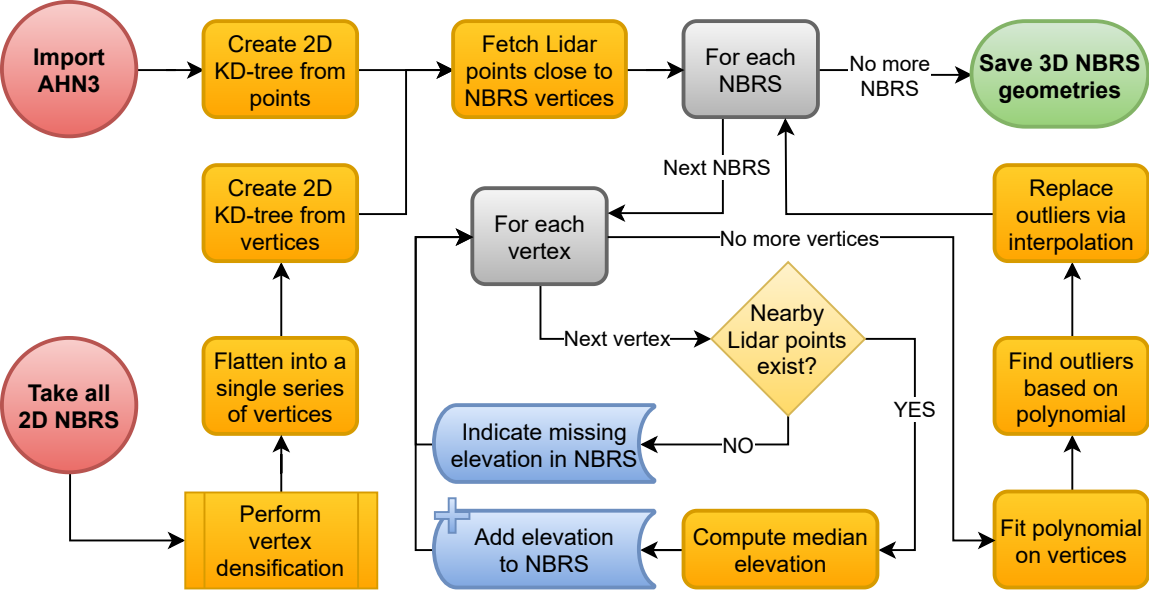 Import
AHN3
Create 2D
KD-tree from
points
Fetch Lidar
points close to
NBRS vertices
For each
NBRS
No more
NBRS
Save 3D NBRS
geometries
Next NBRS
Create 2D
KD-tree from
vertices
For each
vertex
No more vertices
Replace
outliers via
interpolation
Next vertex
Nearby
Lidar points
exist?
Take all
2D NBRS
Flatten into a
single series
of vertices
YES
NO
Indicate missing
elevation in NBRS
Find outliers
based on
polynomial
Perform
vertex
densification
Add elevation
to NBRS
Compute median
elevation
Fit polynomial
on vertices